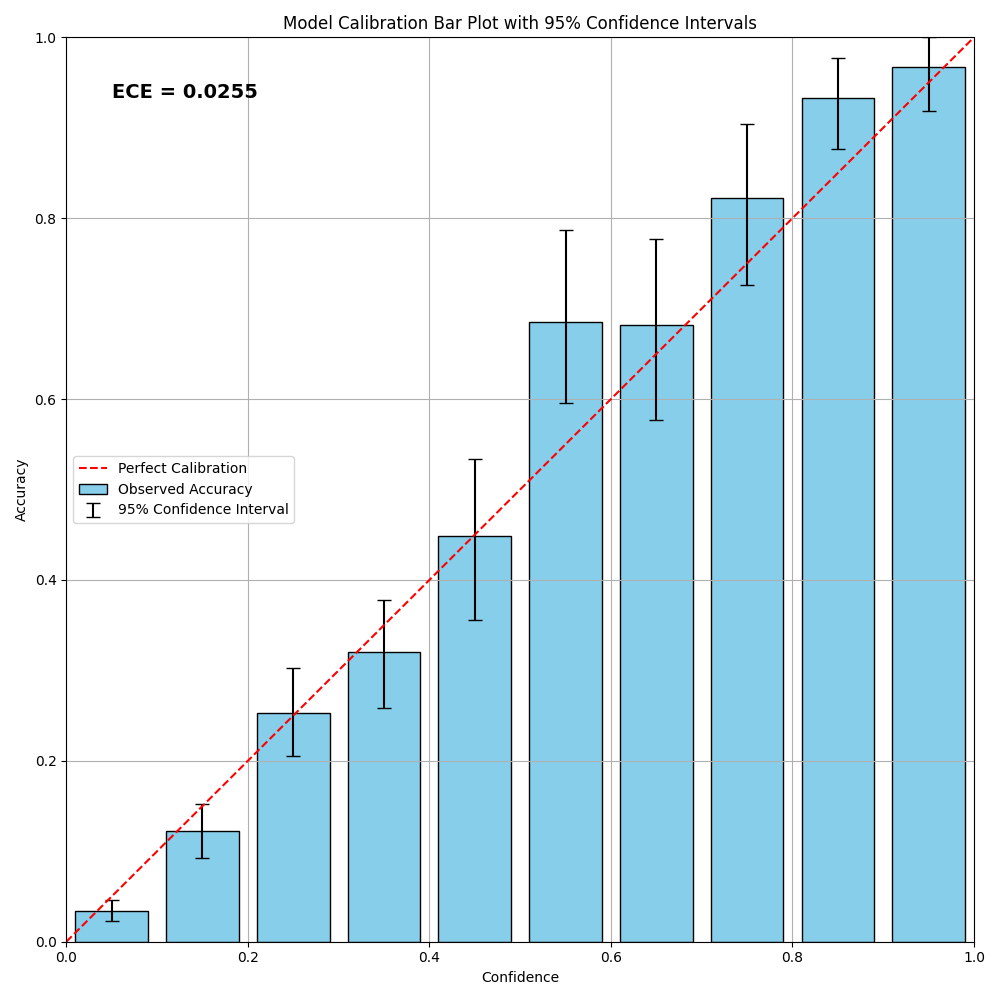 Model Calibration Bar Plot with 95% Confidence Intervals
1.0
ECE = 0.0255
0.8
0.6
Perfect Calibration
Observed Accuracy
95% Confidence Interval
Accuracy
0.4
0.2
0.0
0.0 0.2 0.4 0.6 0.8 1.0
Confidence